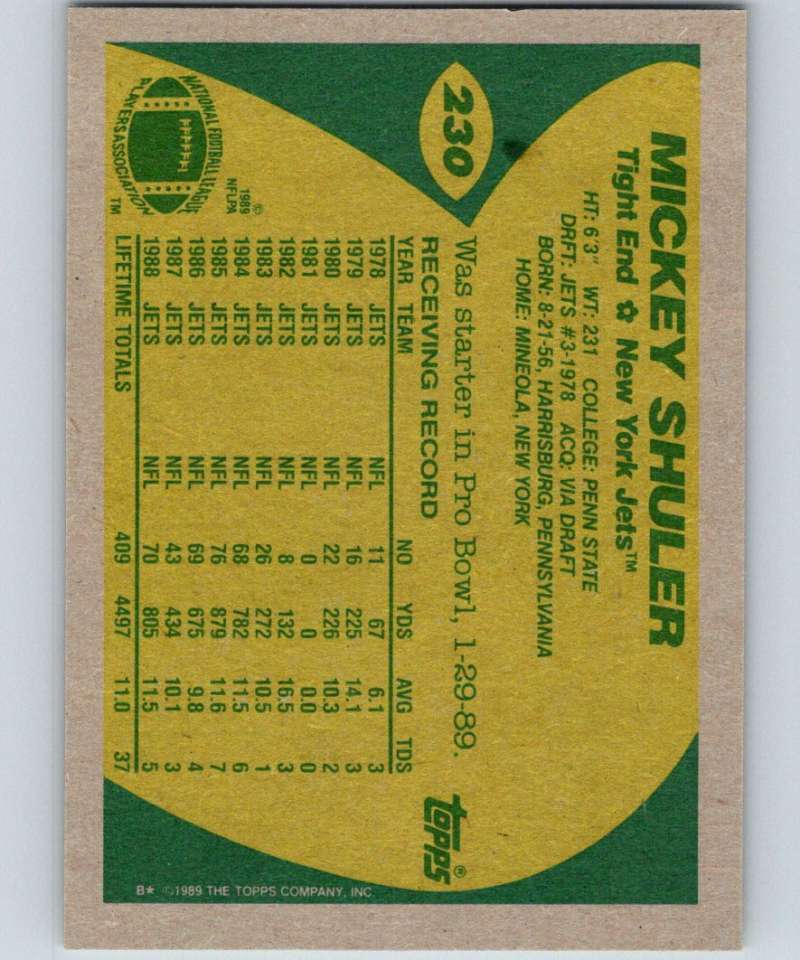 230
MICKEY SHULER
Tight End New York Jets™
HT: 6'3" WT: 231 COLLEGE: PENN STATE
DRFT: JETS #3-1978 ACQ: VIA DRAFT
BORN: 8-21-56, HARRISBURG, PENNSYLVANIA
HOME: MINEOLA, NEW YORK
Was starter in Pro Bowl, 1-29-89.
topps®
RECEIVING RECORD
YEAR TEAM NO YDS AVG TDS
1978 JETS NFL 11 67 6.1 3
1979 JETS NFL 16 225 14.1 3
1980 JETS NFL 22 226 10.3 2
1981 JETS NFL 0 0 0.0 0
1982 JETS NFL 8 132 16.5 3
1983 JETS NFL 26 272 10.5 1
1984 JETS NFL 68 782 11.5 6
1985 JETS NFL 76 879 11.6 7
1986 JETS NFL 69 675 9.8 4
1987 JETS NFL 43 434 10.1 3
1988 JETS NFL 70 805 11.5 5
LIFETIME TOTALS 409 4497 11.0 37
NATIONAL FOOTBALL LEAGUE
PLAYERS ASSOCIATION
TM
©
1989
NFLPA
B* ©1989 THE TOPPS COMPANY, INC.